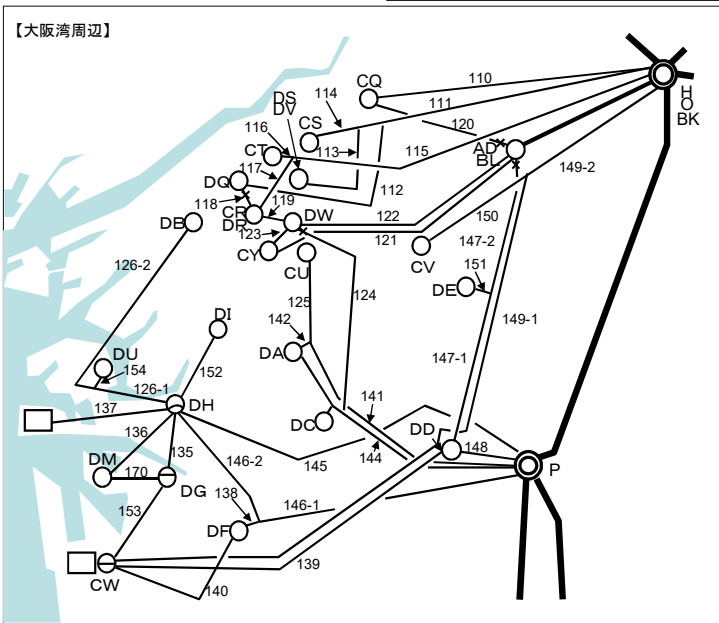 【大阪湾周辺】
CQ
110
H
O
BK
DS
DV
114
111
CS
120
116
CT
113
115
AD
BL
149-2
117
DQ
112
118
119
CR
DR
DW
122
150
DB
123
121
147-2
CY
CV
CU
151
126-2
124
DE
125
149-1
DI
142
DA
DU
152
147-1
154
126-1
141
137
DH
DC
DD
136
144
148
135
145
P
DM
146-2
170
DG
138
146-1
153
DF
139
CW
140